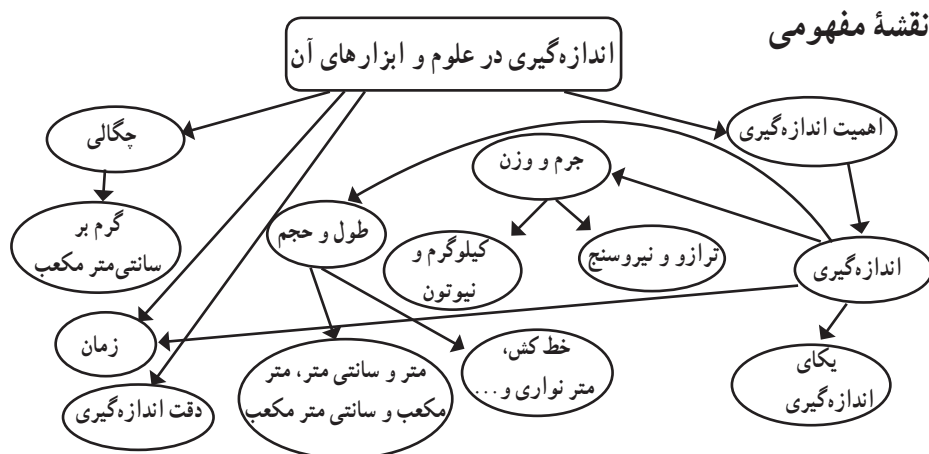 نقشهٔ مفهومی
اندازه‌گیری در علوم و ابزارهای آن
اهمیت اندازه‌گیری
چگالی
جرم و وزن
گرم بر
سانتی‌متر مکعب
طول و حجم
کیلوگرم و
نیوتون
ترازو و نیروسنج
اندازه‌گیری
زمان
خط کش،
متر نواری و...
متر و سانتی متر، متر
مکعب و سانتی متر مکعب
یکای
اندازه‌گیری
دقت اندازه‌گیری